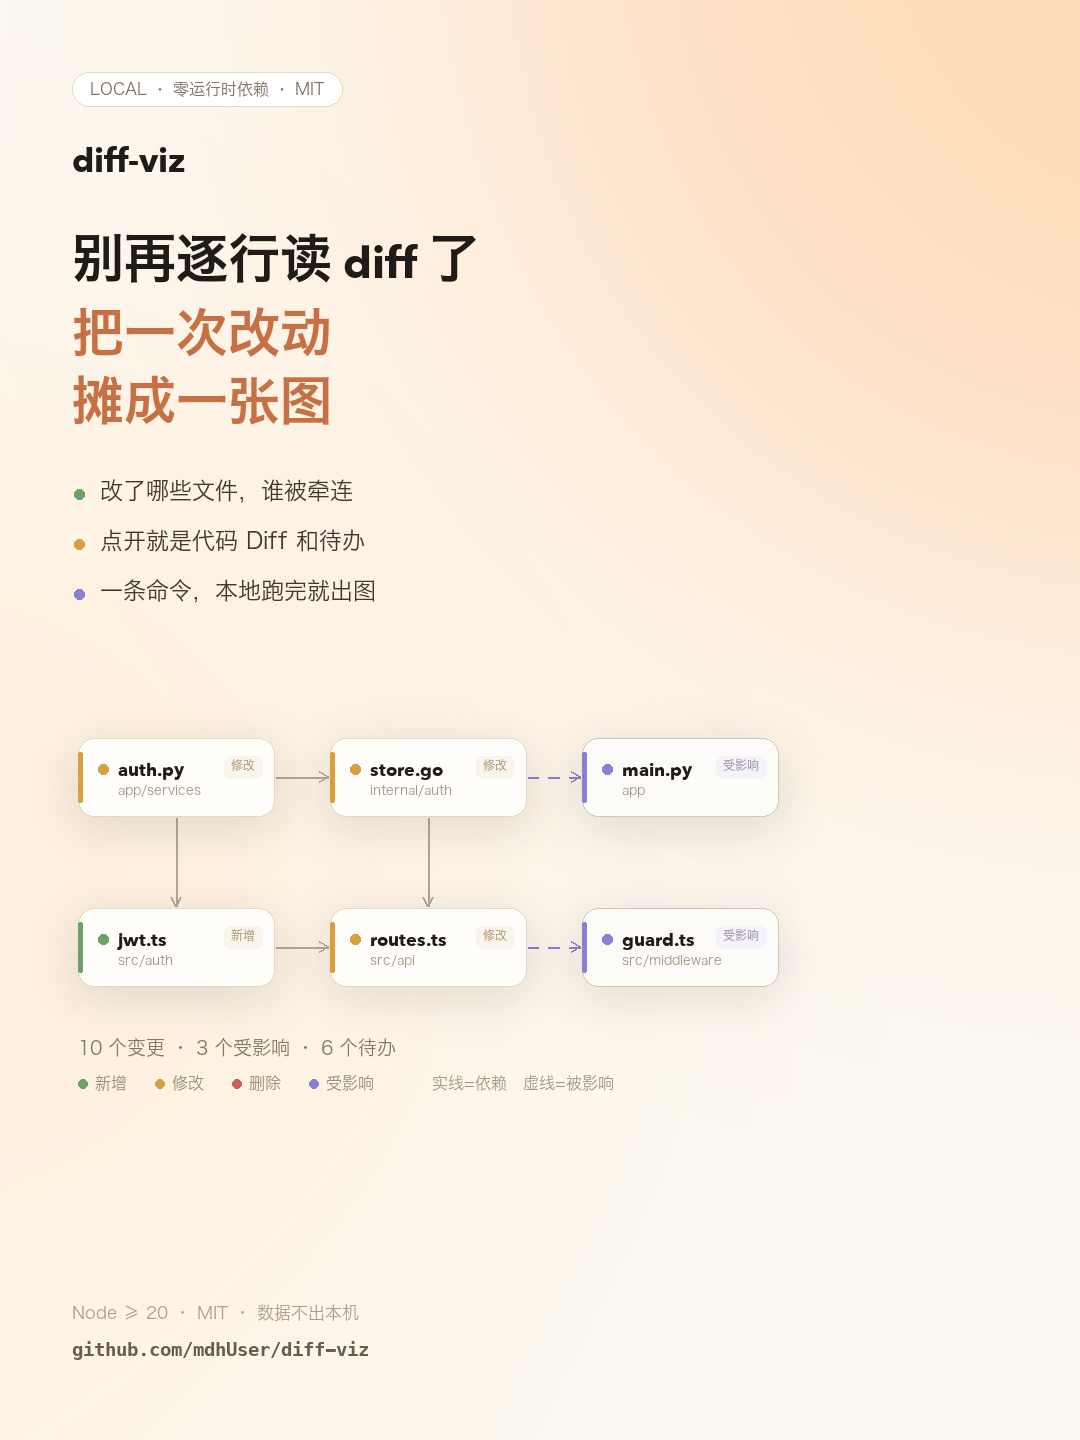 LOCAL · 零运行时依赖 · MIT
diff-viz
别再逐行读 diff 了
把一次改动
摊成一张图
改了哪些文件，谁被牵连
点开就是代码 Diff 和待办
一条命令，本地跑完就出图
auth.py 修改
app/services
store.go 修改
internal/auth
main.py 受影响
app
jwt.ts 新增
src/auth
routes.ts 修改
src/api
guard.ts 受影响
src/middleware
10 个变更 · 3 个受影响 · 6 个待办
新增 修改 删除 受影响 实线=依赖 虚线=被影响
Node ≥ 20 · MIT · 数据不出本机
github.com/mdhUser/diff-viz